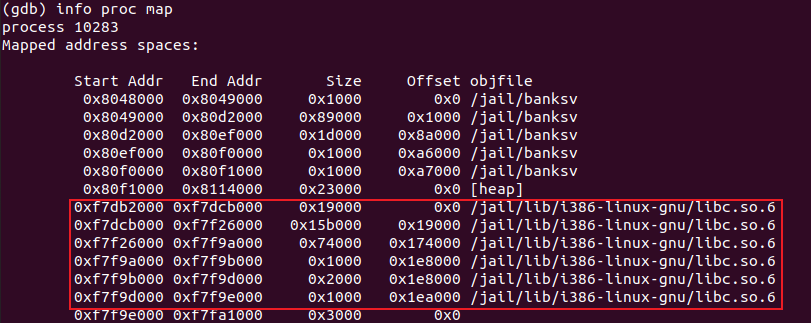 (gdb) info proc map
process 10283
Mapped address spaces:
Start Addr End Addr Size Offset objfile
0x8048000 0x8049000 0x1000 0x0 /jail/banksv
0x8049000 0x80d2000 0x89000 0x1000 /jail/banksv
0x80d2000 0x80ef000 0x1d000 0x8a000 /jail/banksv
0x80ef000 0x80f0000 0x1000 0xa6000 /jail/banksv
0x80f0000 0x80f1000 0x1000 0xa7000 /jail/banksv
0x80f1000 0x8114000 0x23000 0x0 [heap]
0xf7db2000 0xf7dcb000 0x19000 0x0 /jail/lib/i386-linux-gnu/libc.so.6
0xf7dcb000 0xf7f26000 0x15b000 0x19000 /jail/lib/i386-linux-gnu/libc.so.6
0xf7f26000 0xf7f9a000 0x74000 0x174000 /jail/lib/i386-linux-gnu/libc.so.6
0xf7f9a000 0xf7f9b000 0x1000 0x1e8000 /jail/lib/i386-linux-gnu/libc.so.6
0xf7f9b000 0xf7f9d000 0x2000 0x1e8000 /jail/lib/i386-linux-gnu/libc.so.6
0xf7f9d000 0xf7f9e000 0x1000 0x1ea000 /jail/lib/i386-linux-gnu/libc.so.6
0xf7f9e000 0xf7fa1000 0x3000 0x0